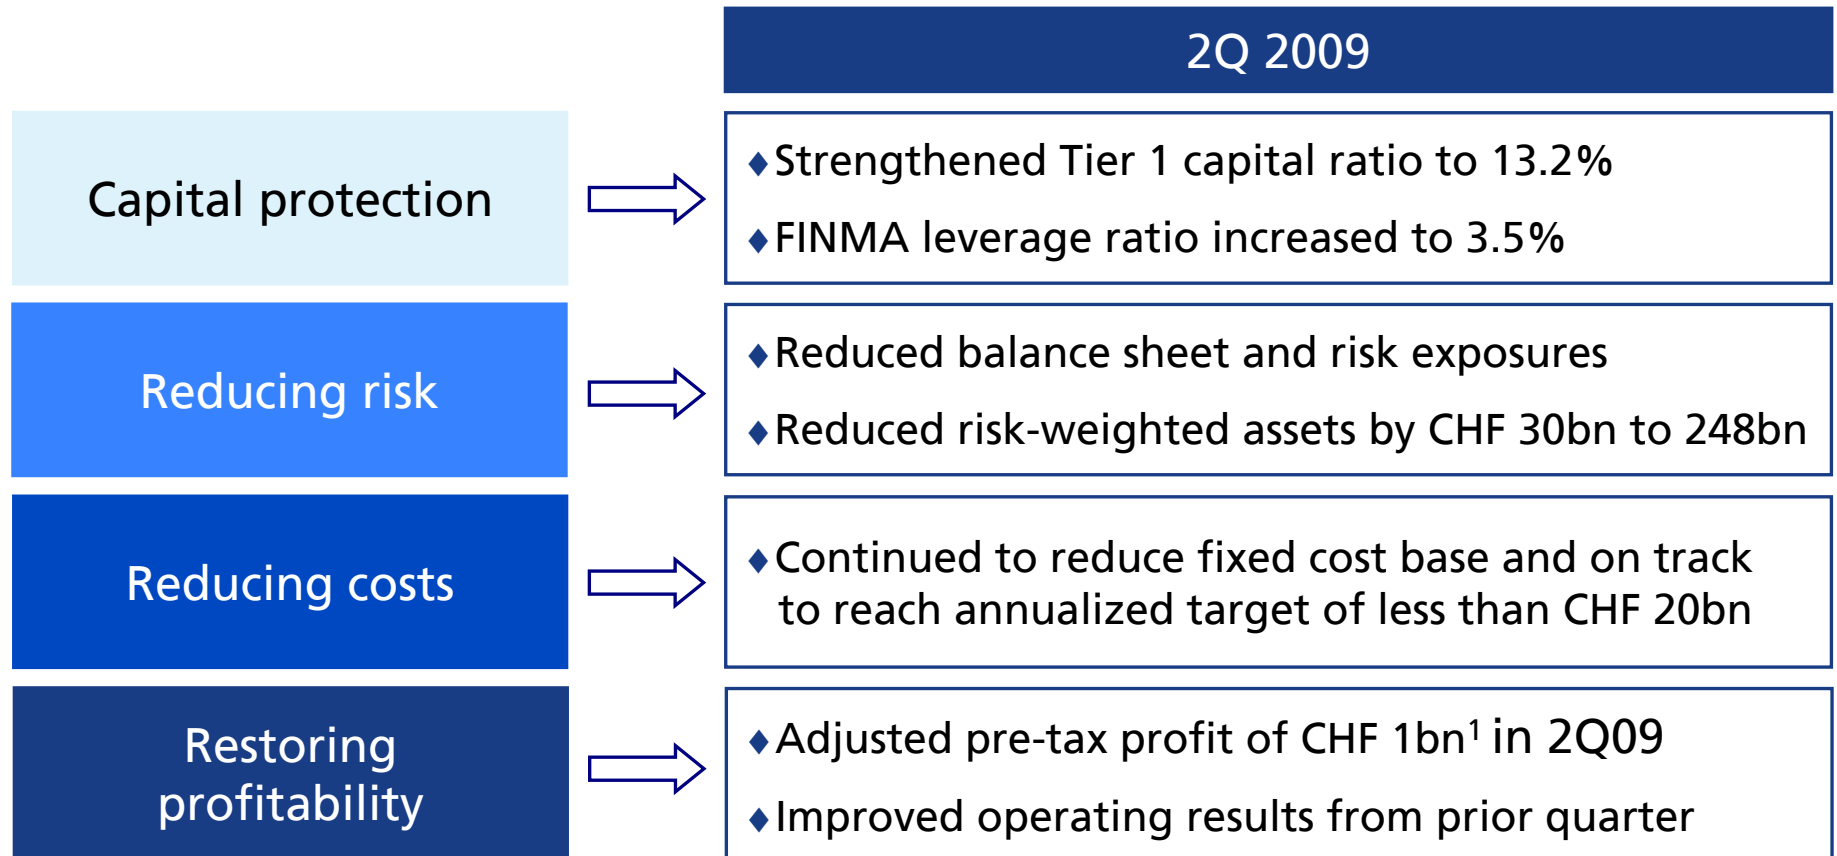 2Q 2009
Capital protection
♦Strengthened Tier 1 capital ratio to 13.2%
♦FINMA leverage ratio increased to 3.5%
Reducing risk
♦Reduced balance sheet and risk exposures
♦Reduced risk-weighted assets by CHF 30bn to 248bn
Reducing costs
♦Continued to reduce fixed cost base and on track
to reach annualized target of less than CHF 20bn
Restoring
profitability
♦Adjusted pre-tax profit of CHF 1bn¹ in 2Q09
♦Improved operating results from prior quarter